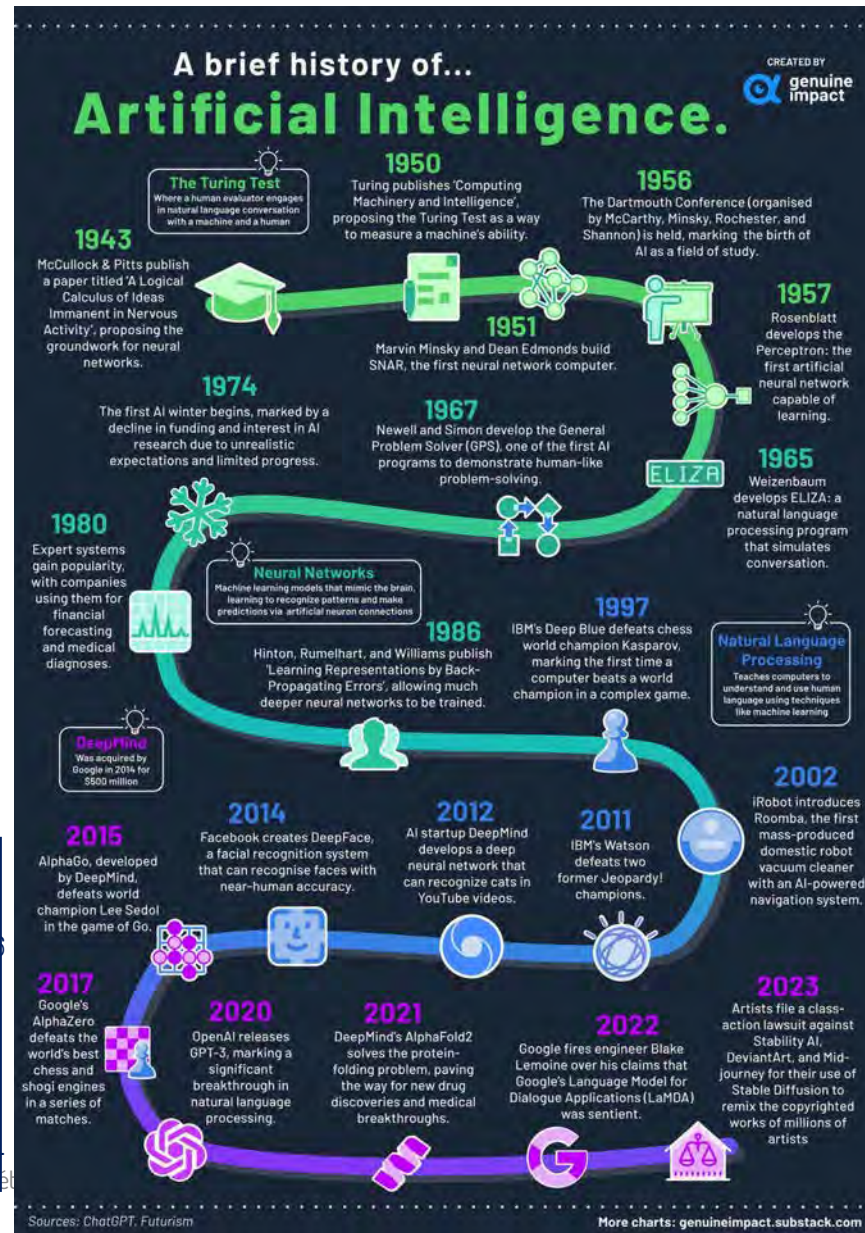 A brief history of...
Artificial Intelligence.
CREATED BY
genuine
impact
The Turing Test
Where a human evaluator engages
in natural language conversation
with a machine and a human
1943
McCullock & Pitts publish
a paper titled 'A Logical
Calculus of Ideas
Immanent in Nervous
Activity', proposing the
groundwork for neural
networks.
1950
Turing publishes 'Computing
Machinery and Intelligence',
proposing the Turing Test as a way
to measure a machine's ability.
1951
Marvin Minsky and Dean Edmonds build
SNAR, the first neural network computer.
1956
The Dartmouth Conference (organised
by McCarthy, Minsky, Rochester, and
Shannon) is held, marking the birth of
AI as a field of study.
1957
Rosenblatt
develops the
Perceptron: the
first artificial
neural network
capable of
learning.
1965
Weizenbaum
develops ELIZA: a
natural language
processing program
that simulates
conversation.
ELIZA
1967
Newell and Simon develop the General
Problem Solver (GPS), one of the first AI
programs to demonstrate human-like
problem-solving.
1974
The first AI winter begins, marked by a
decline in funding and interest in AI
research due to unrealistic
expectations and limited progress.
1980
Expert systems
gain popularity,
with companies
using them for
financial
forecasting
and medical
diagnoses.
Neural Networks
Machine learning models that mimic the brain,
learning to recognize patterns and make
predictions via artificial neuron connections
1986
Hinton, Rumelhart, and Williams publish
'Learning Representations by Back-
Propagating Errors', allowing much
deeper neural networks to be trained.
1997
IBM's Deep Blue defeats chess
world champion Kasparov,
marking the first time a
computer beats a world
champion in a complex game.
Natural Language
Processing
Teaches computers to
understand and use human
language using techniques
like machine learning
DeepMind
Was acquired by
Google in 2014 for
$500 million
2002
iRobot introduces
Roomba, the first
mass-produced
domestic robot
vacuum cleaner
with an AI-powered
navigation system.
2011
IBM's Watson
defeats two
former Jeopardy!
champions.
2012
AI startup DeepMind
develops a deep
neural network that
can recognize cats in
YouTube videos.
2014
Facebook creates DeepFace,
a facial recognition system
that can recognise faces with
near-human accuracy.
2015
AlphaGo, developed
by DeepMind,
defeats world
champion Lee Sedol
in the game of Go.
2017
Google's
AlphaZero
defeats the
world's best
chess and
shogi engines
in a series of
matches.
2020
OpenAI releases
GPT-3, marking a
significant
breakthrough in
natural language
processing.
2021
DeepMind's AlphaFold2
solves the protein-
folding problem, paving
the way for new drug
discoveries and medical
breakthroughs.
2022
Google fires engineer Blake
Lemoine over his claims that
Google's Language Model for
Dialogue Applications (LaMDA)
was sentient.
2023
Artists file a class-
action lawsuit against
Stability AI,
DeviantArt, and Mid-
journey for their use of
Stable Diffusion to
remix the copyrighted
works of millions of
artists
Sources: ChatGPT, Futurism
More charts: genuineimpact.substack.com